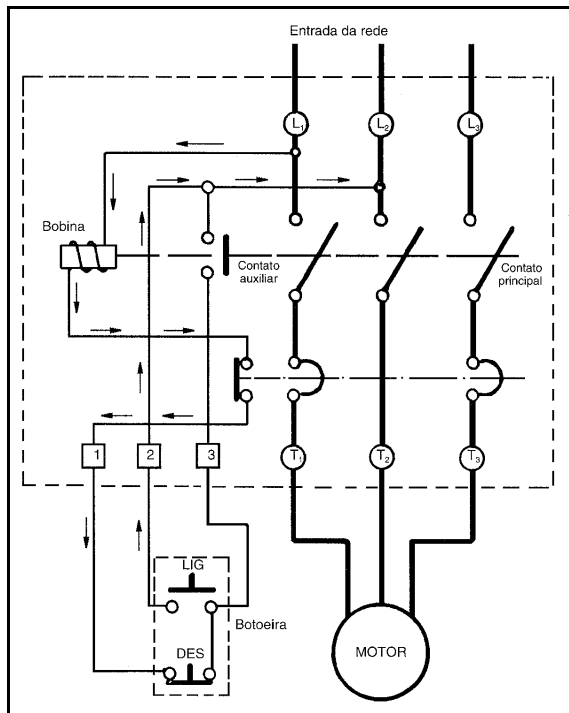 Entrada da rede
L1 L2 L3
Bobina
Contato
auxiliar
Contato
principal
1 2 3 T1 T2 T3
LIG
Botoeira
DES
MOTOR